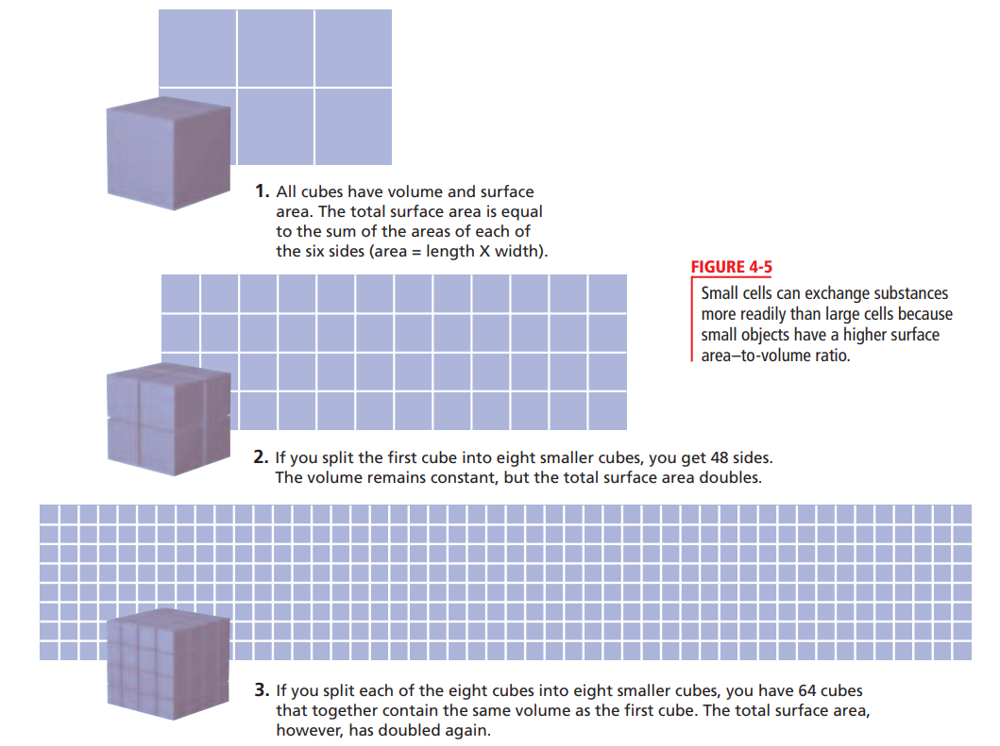 1. All cubes have volume and surface
area. The total surface area is equal
to the sum of the areas of each of
the six sides (area = length X width).
FIGURE 4-5
Small cells can exchange substances
more readily than large cells because
small objects have a higher surface
area–to-volume ratio.
2. If you split the first cube into eight smaller cubes, you get 48 sides.
The volume remains constant, but the total surface area doubles.
3. If you split each of the eight cubes into eight smaller cubes, you have 64 cubes
that together contain the same volume as the first cube. The total surface area,
however, has doubled again.